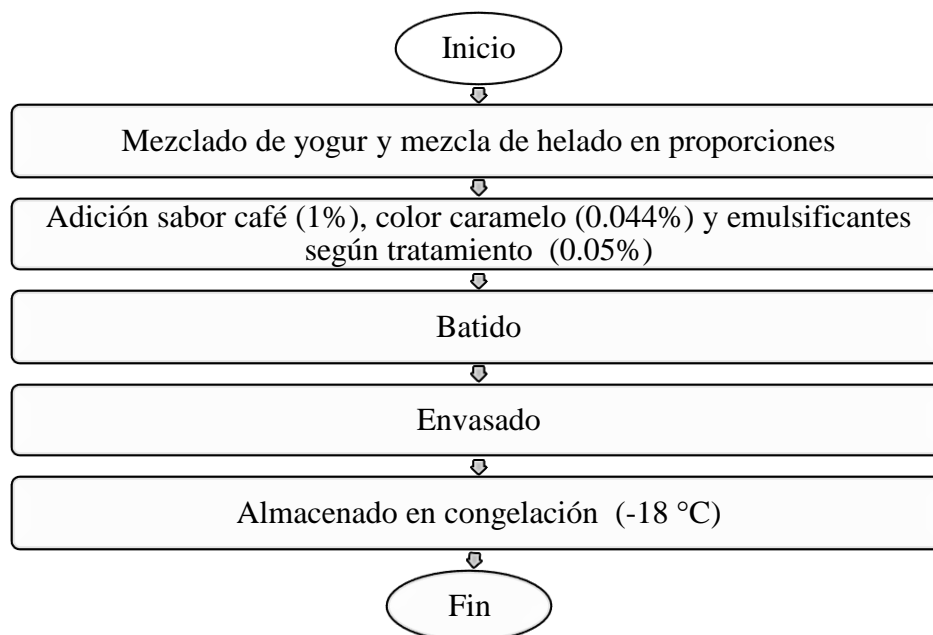 Inicio
Mezclado de yogur y mezcla de helado en proporciones
Adición sabor café (1%), color caramelo (0.044%) y emulsificantes
según tratamiento (0.05%)
Batido
Envasado
Almacenado en congelación (-18 °C)
Fin